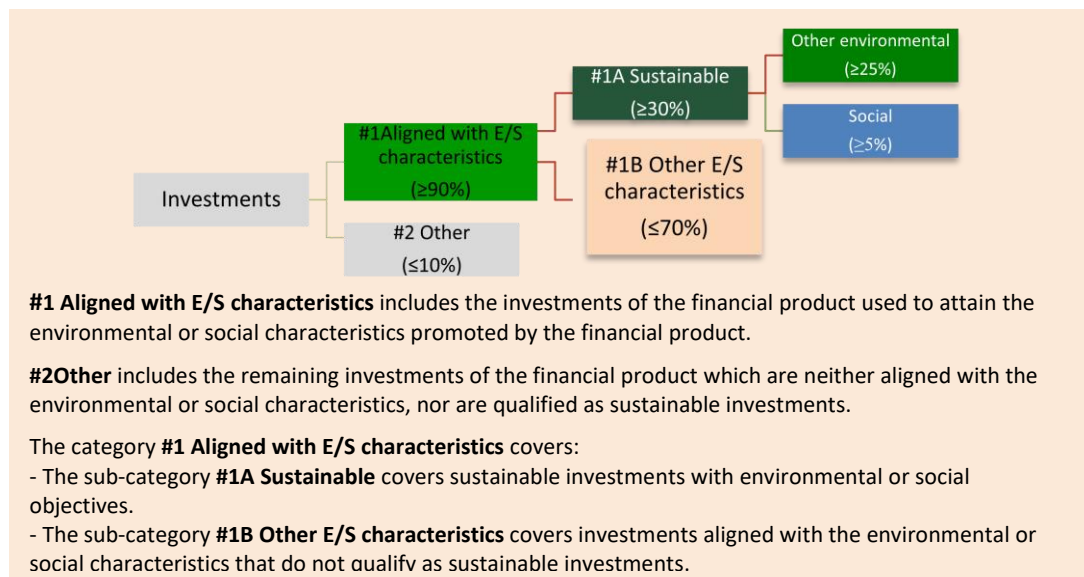 Other environmental
(≥25%)
#1A Sustainable
(≥30%)
Social
(≥5%)
#1Aligned with E/S
characteristics
(≥90%)
#1B Other E/S
characteristics
(≤70%)
Investments
#2 Other
(≤10%)
#1 Aligned with E/S characteristics includes the investments of the financial product used to attain the
environmental or social characteristics promoted by the financial product.
#2Other includes the remaining investments of the financial product which are neither aligned with the
environmental or social characteristics, nor are qualified as sustainable investments.
The category #1 Aligned with E/S characteristics covers:
- The sub-category #1A Sustainable covers sustainable investments with environmental or social
objectives.
- The sub-category #1B Other E/S characteristics covers investments aligned with the environmental or
social characteristics that do not qualify as sustainable investments.